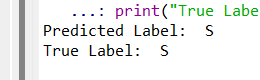 ...: print("True Labe
Predicted Label:  S
True Label:  S